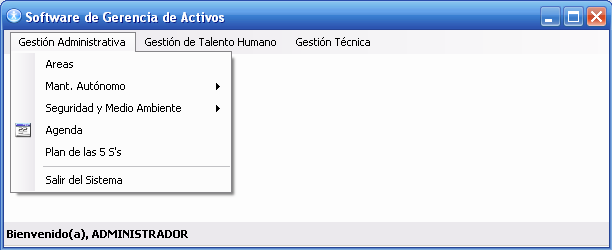 Software de Gerencia de Activos
Gestión Administrativa Gestión de Talento Humano Gestión Técnica
Areas
Mant. Autónomo
Seguridad y Medio Ambiente
Agenda
Plan de las 5 S's
Salir del Sistema
Bienvenido(a), ADMINISTRADOR